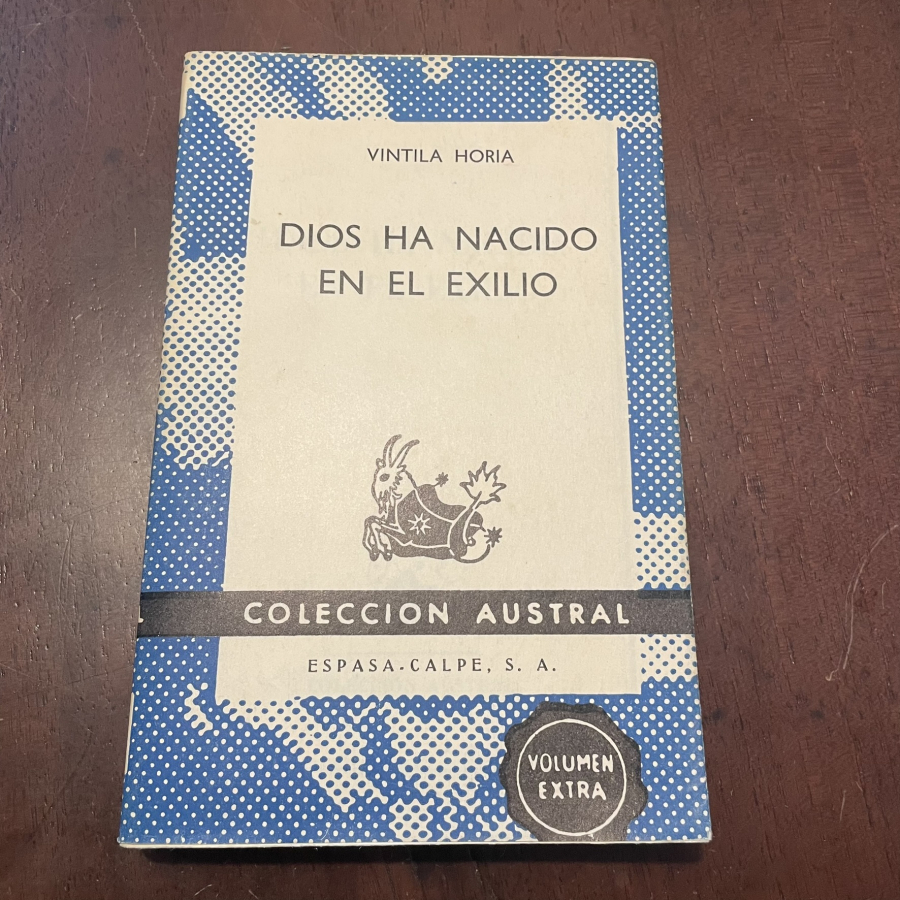 VINTILA HORIA
DIOS HA NACIDO
EN EL EXILIO
COLECCION AUSTRAL
ESPASA-CALPE, S. A.
VOLUMEN
EXTRA